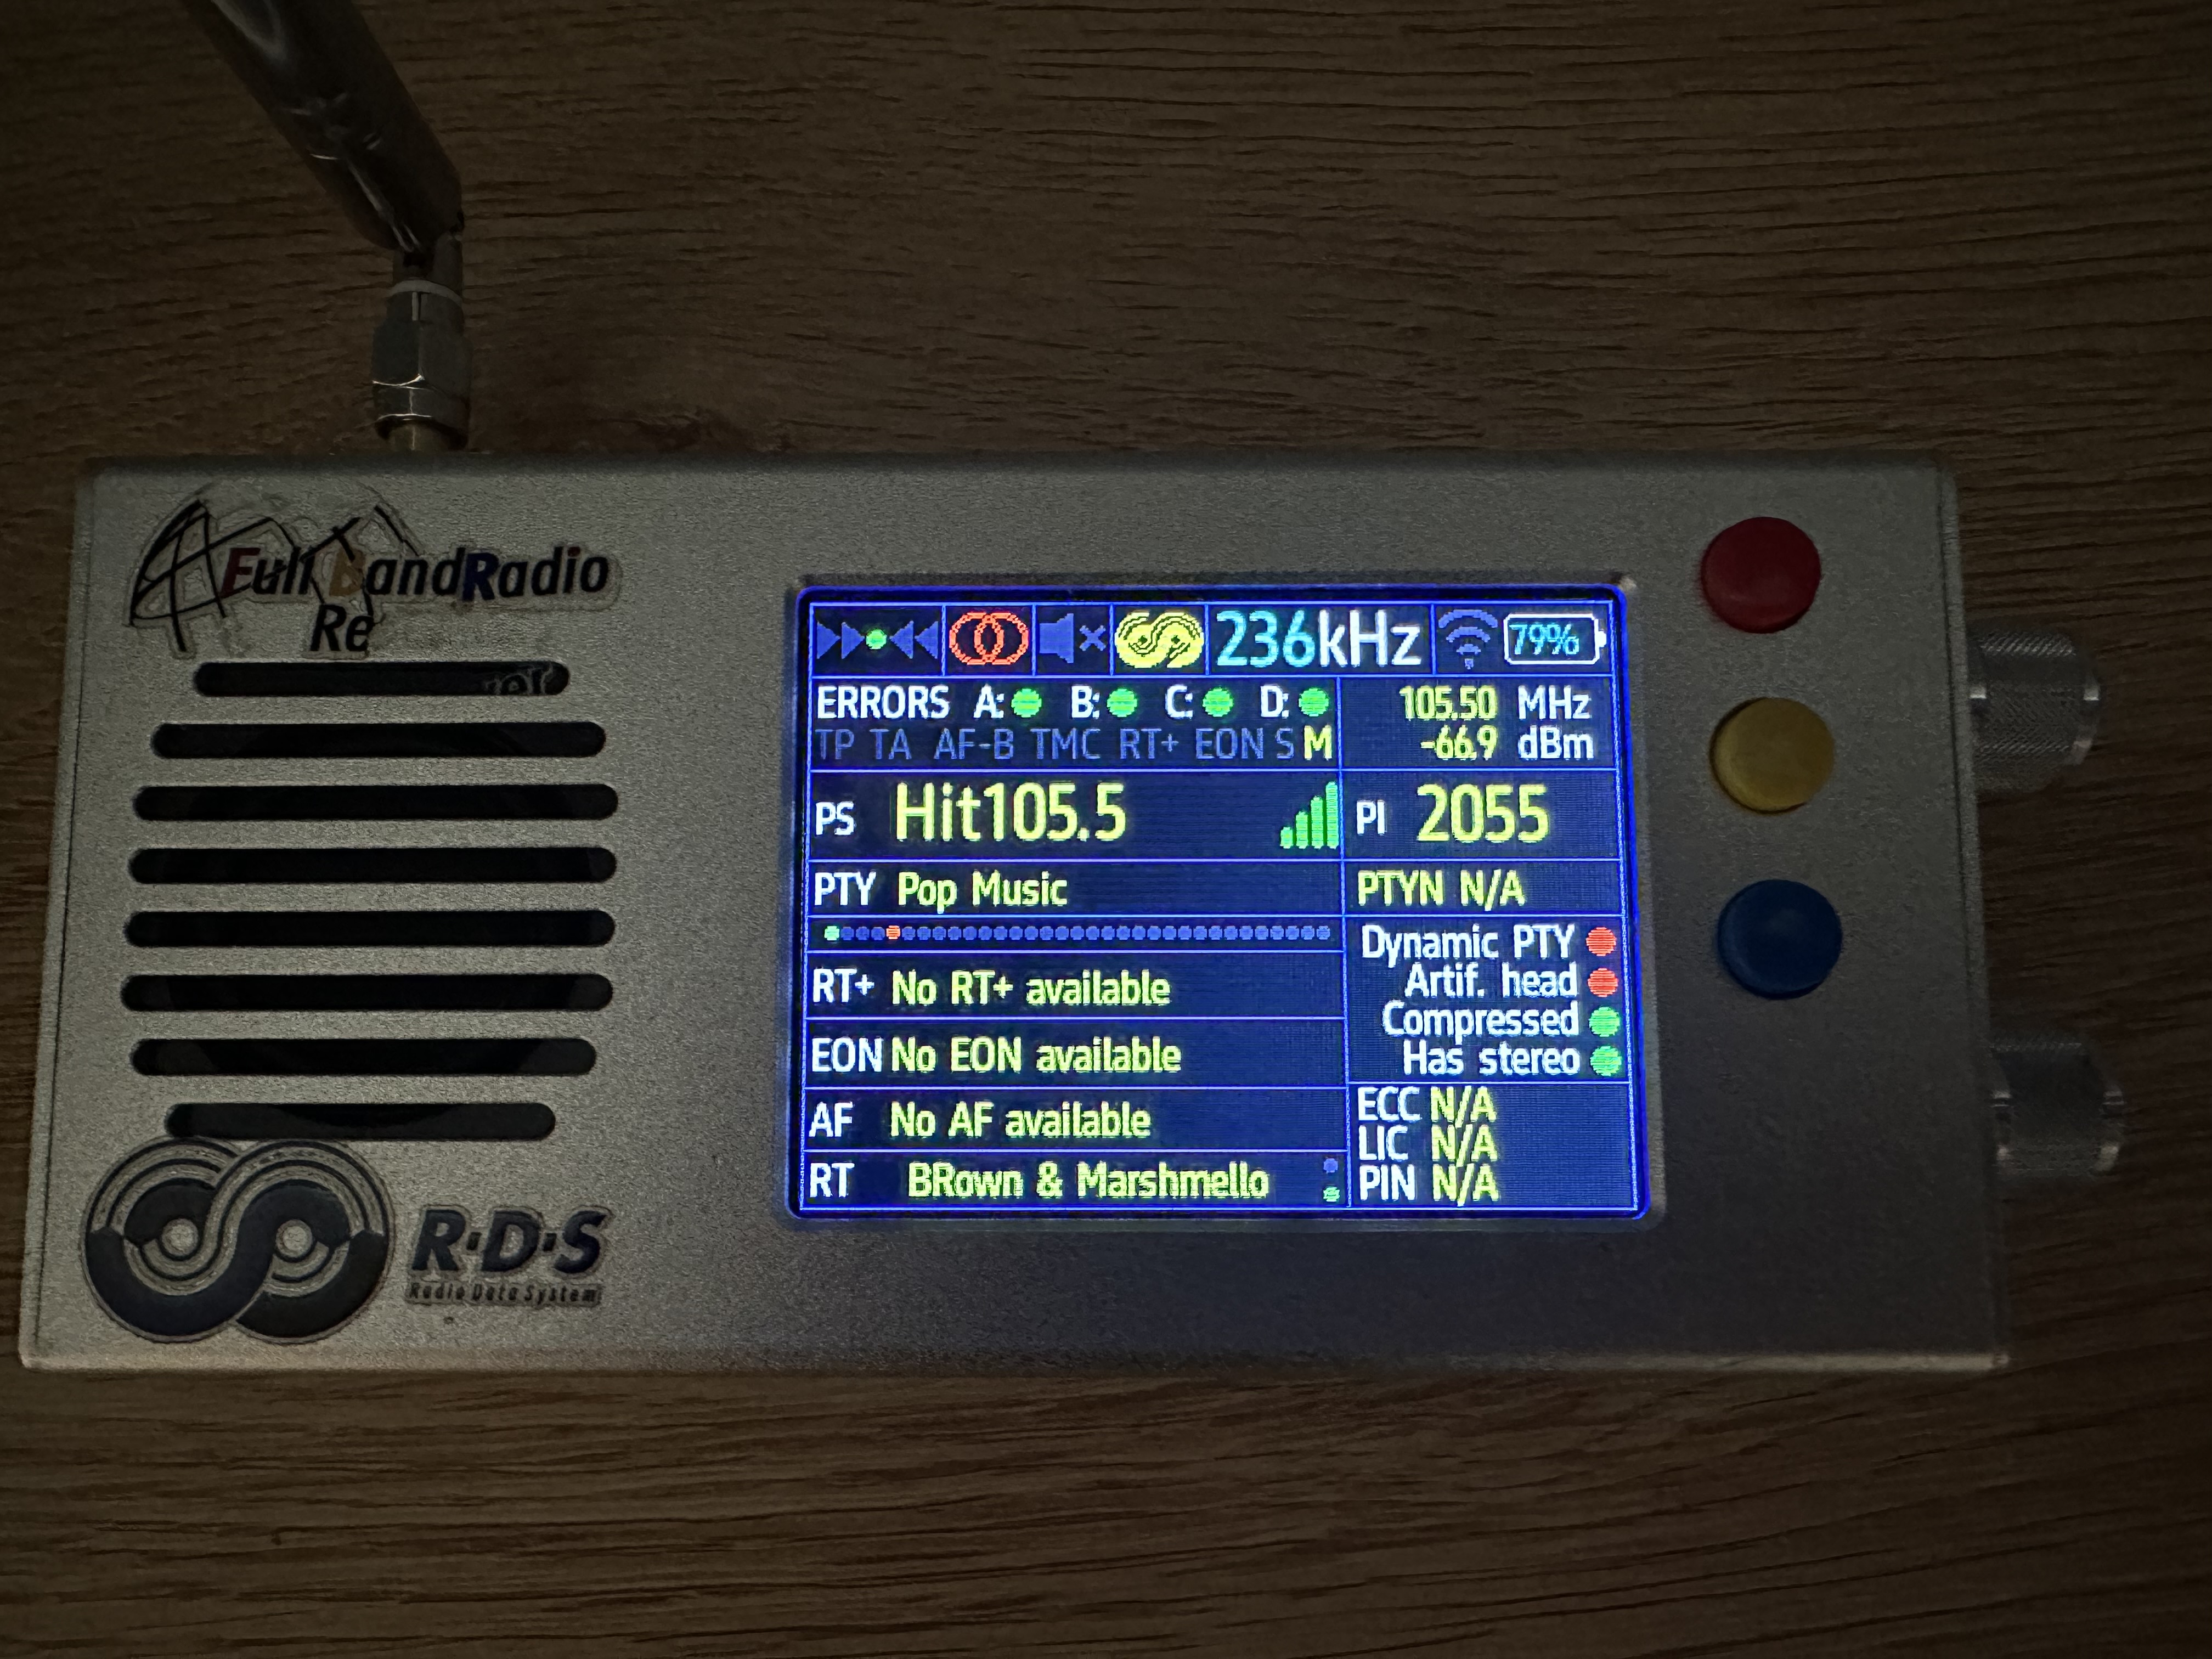 FullBandRadio
Re
236kHz
79%
ERRORS A: B: C: D:
TP TA AF-B TMC RT+ EON S M
105.50 MHz
-66.9 dBm
PS Hit105.5
PI 2055
PTY Pop Music
PTYN N/A
Dynamic PTY
Artif. head
Compressed
Has stereo
RT+ No RT+ available
EON No EON available
AF No AF available
RT BRown & Marshmello
ECC N/A
LIC N/A
PIN N/A
R·D·S
Radio Data System